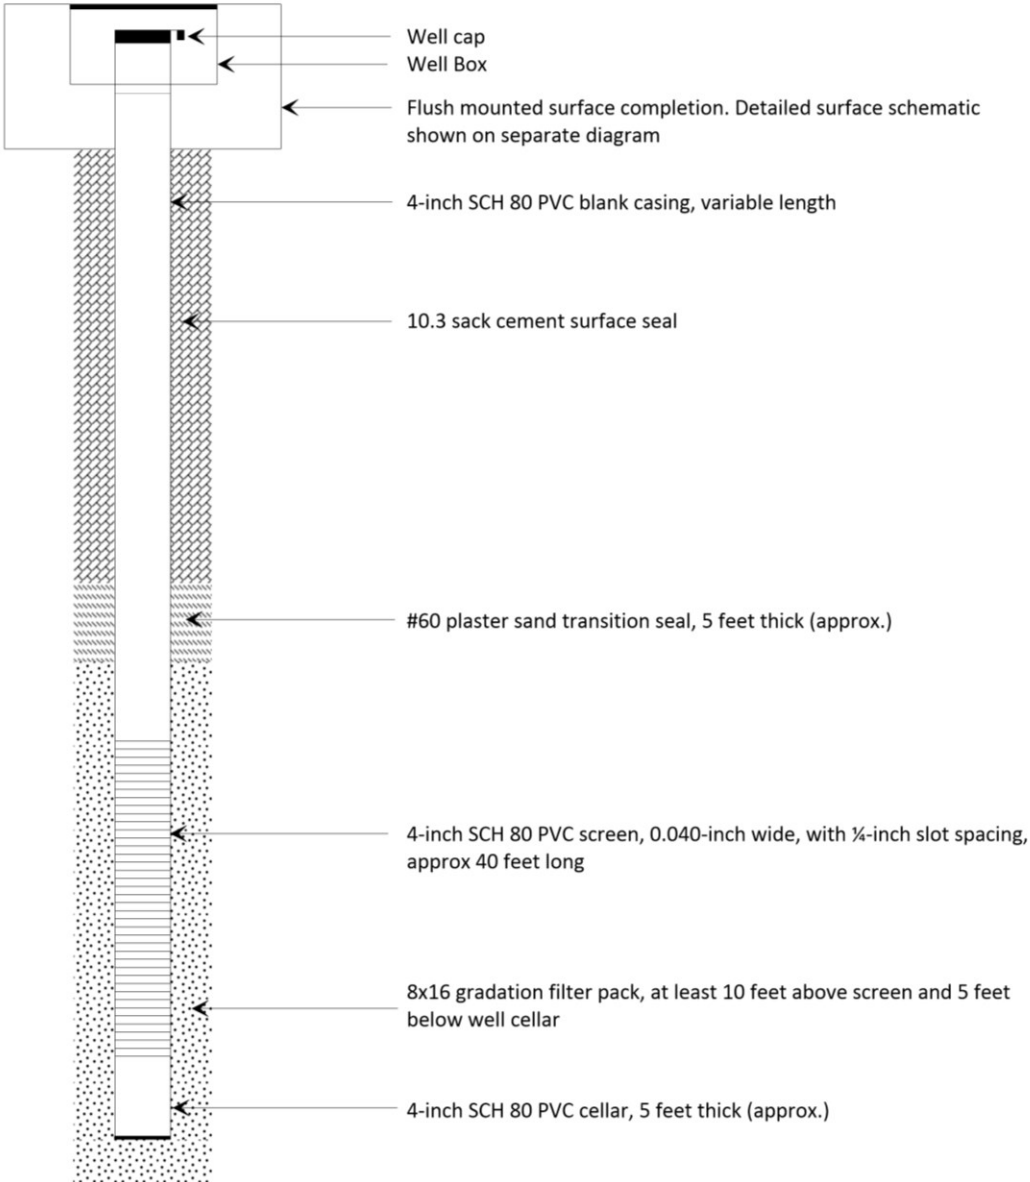 Well cap
Well Box
Flush mounted surface completion. Detailed surface schematic
shown on separate diagram
4-inch SCH 80 PVC blank casing, variable length
10.3 sack cement surface seal
#60 plaster sand transition seal, 5 feet thick (approx.)
4-inch SCH 80 PVC screen, 0.040-inch wide, with ¼-inch slot spacing,
approx 40 feet long
8x16 gradation filter pack, at least 10 feet above screen and 5 feet
below well cellar
4-inch SCH 80 PVC cellar, 5 feet thick (approx.)